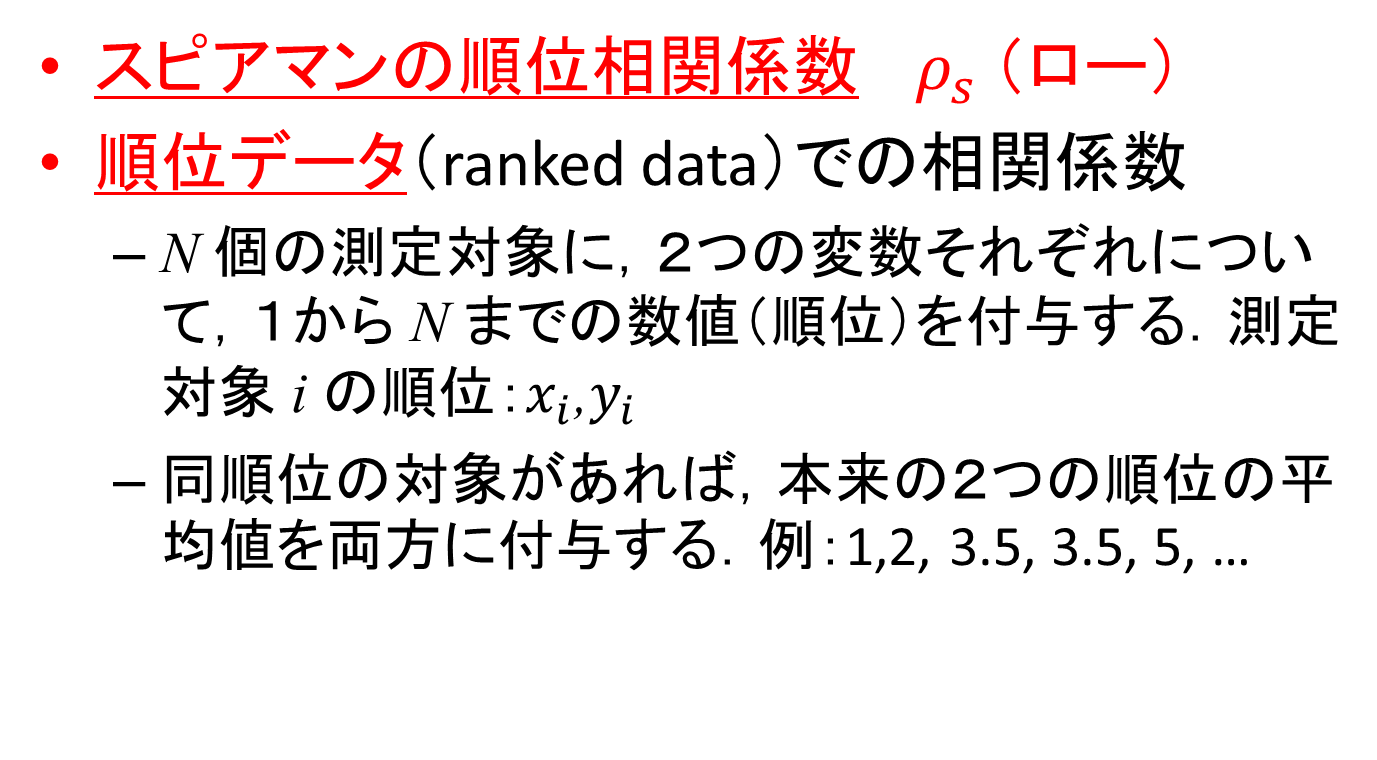 • スピアマンの順位相関係数　ρₛ（ロー）
• 順位データ（ranked data）での相関係数
– N 個の測定対象に，２つの変数それぞれについ
て，１から N までの数値（順位）を付与する．測定
対象 i の順位：xᵢ,yᵢ
– 同順位の対象があれば，本来の２つの順位の平
均値を両方に付与する．例：1,2, 3.5, 3.5, 5, …